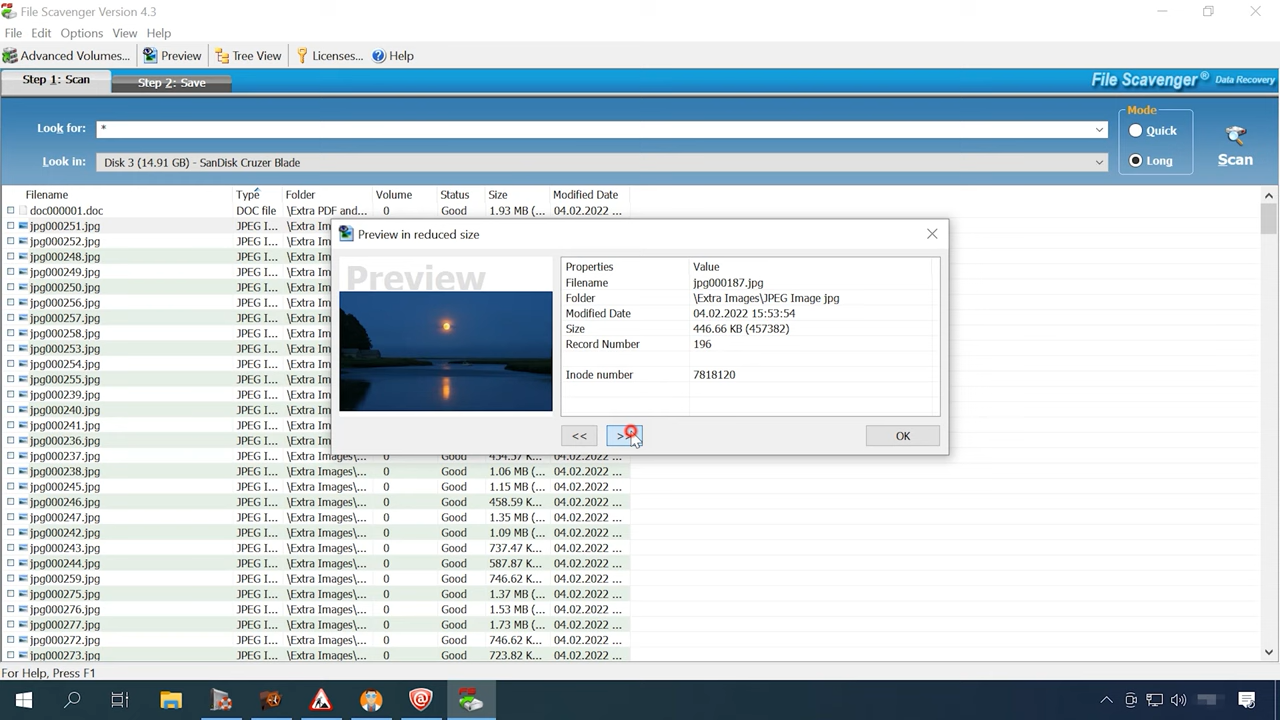 File Scavenger Version 4.3
File Edit Options View Help
Advanced Volumes... Preview Tree View Licenses... Help
Step 1: Scan Step 2: Save File Scavenger® Data Recovery
Look for: * Mode Quick
Look in: Disk 3 (14.91 GB) - SanDisk Cruzer Blade Long Scan
Filename Type Folder Volume Status Size Modified Date
doc000001.doc DOC file \Extra PDF and... 0 Good 1.93 MB (... 04.02.2022 ...
jpg000251.jpg JPEG I... \Extra Im
jpg000252.jpg JPEG I... \Extra Im
jpg000248.jpg JPEG I... \Extra Im
jpg000249.jpg JPEG I... \Extra Im
jpg000250.jpg JPEG I... \Extra Im
jpg000256.jpg JPEG I... \Extra Im
jpg000257.jpg JPEG I... \Extra Im
jpg000258.jpg JPEG I... \Extra Im
jpg000253.jpg JPEG I... \Extra Im
jpg000254.jpg JPEG I... \Extra Im
jpg000255.jpg JPEG I... \Extra Im
jpg000239.jpg JPEG I... \Extra Im
jpg000240.jpg JPEG I... \Extra Im
jpg000241.jpg JPEG I... \Extra Im
jpg000236.jpg JPEG I... \Extra Im
jpg000237.jpg JPEG I... \Extra Images\... 0 Good 454.57 K... 04.02.2022 ...
jpg000238.jpg JPEG I... \Extra Images\... 0 Good 1.06 MB (... 04.02.2022 ...
jpg000245.jpg JPEG I... \Extra Images\... 0 Good 1.15 MB (... 04.02.2022 ...
jpg000246.jpg JPEG I... \Extra Images\... 0 Good 458.59 K... 04.02.2022 ...
jpg000247.jpg JPEG I... \Extra Images\... 0 Good 1.35 MB (... 04.02.2022 ...
jpg000242.jpg JPEG I... \Extra Images\... 0 Good 1.09 MB (... 04.02.2022 ...
jpg000243.jpg JPEG I... \Extra Images\... 0 Good 737.47 K... 04.02.2022 ...
jpg000244.jpg JPEG I... \Extra Images\... 0 Good 587.87 K... 04.02.2022 ...
jpg000259.jpg JPEG I... \Extra Images\... 0 Good 746.62 K... 04.02.2022 ...
jpg000275.jpg JPEG I... \Extra Images\... 0 Good 1.37 MB (... 04.02.2022 ...
jpg000276.jpg JPEG I... \Extra Images\... 0 Good 1.53 MB (... 04.02.2022 ...
jpg000277.jpg JPEG I... \Extra Images\... 0 Good 1.73 MB (... 04.02.2022 ...
jpg000272.jpg JPEG I... \Extra Images\... 0 Good 746.62 K... 04.02.2022 ...
jpg000273.jpg JPEG I... \Extra Images\... 0 Good 723.82 K... 04.02.2022 ...
Preview in reduced size
Preview
Properties Value
Filename jpg000187.jpg
Folder \Extra Images\JPEG Image jpg
Modified Date 04.02.2022 15:53:54
Size 446.66 KB (457382)
Record Number 196
Inode number 7818120
<< >> OK
For Help, Press F1